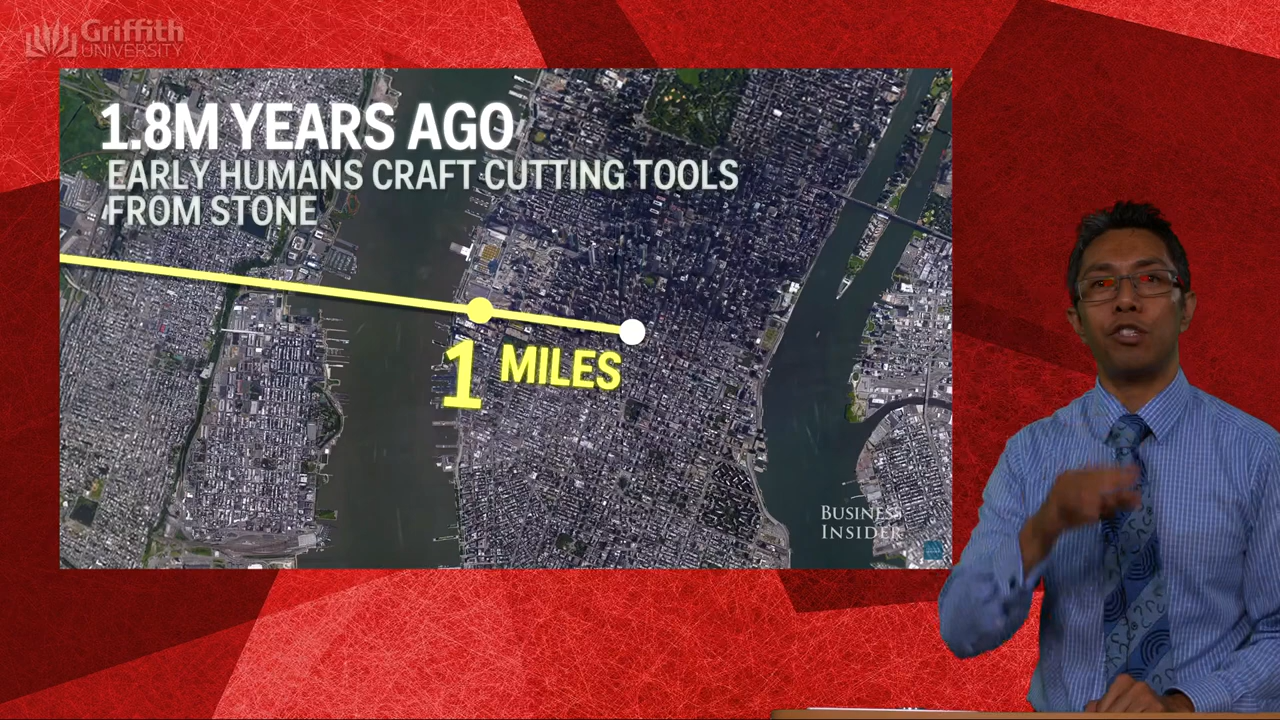 Griffith
UNIVERSITY
1.8M YEARS AGO
EARLY HUMANS CRAFT CUTTING TOOLS
FROM STONE
1 MILES
BUSINESS
INSIDER